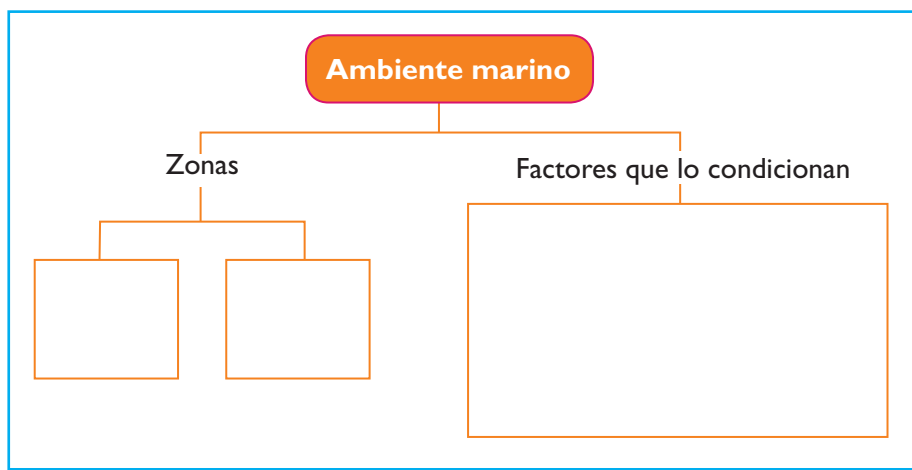 Ambiente marino
Zonas
Factores que lo condicionan